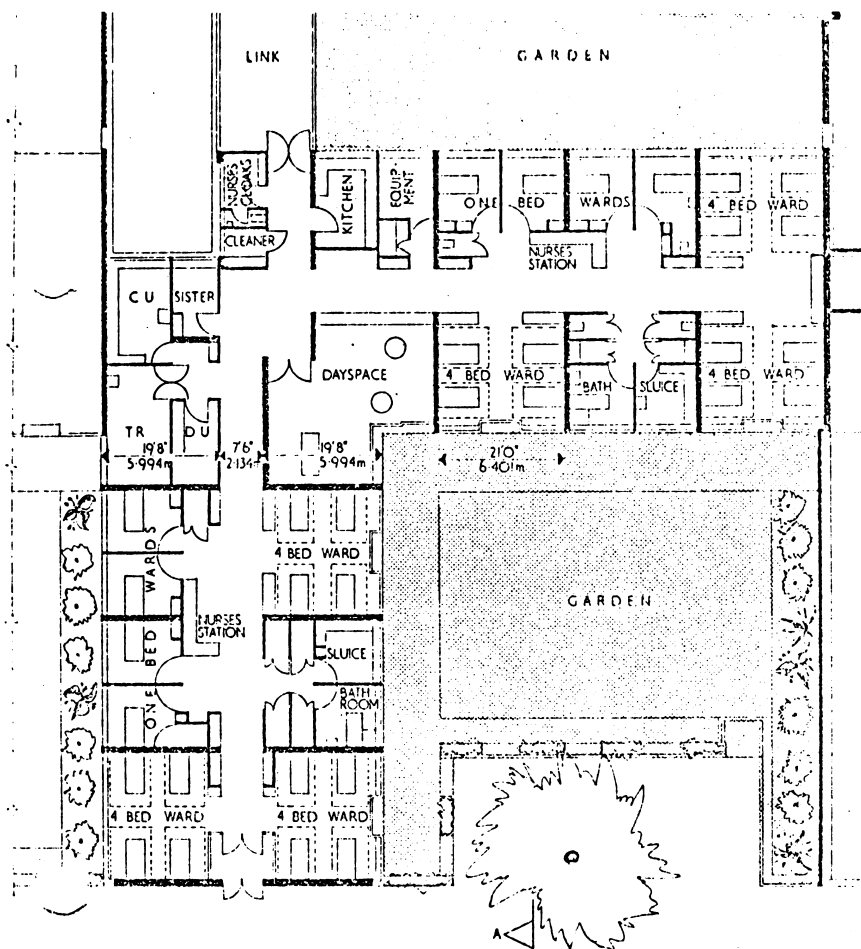 LINK
GARDEN
NURSES
CLOAKS
KITCHEN
EQUIP-
MENT
ONE BED WARDS
4 BED WARD
CLEANER
NURSES
STATION
CU
SISTER
4 BED WARD
DAYSPACE
BATH
SLUICE
4 BED WARD
TR
DU
19'8"
5·994m
7'6"
2·134
19'8"
5·994m
21'0"
6·401m
4 BED WARD
ONE BED WARDS
NURSES
STATION
GARDEN
SLUICE
BATH
ROOM
4 BED WARD
4 BED WARD
A